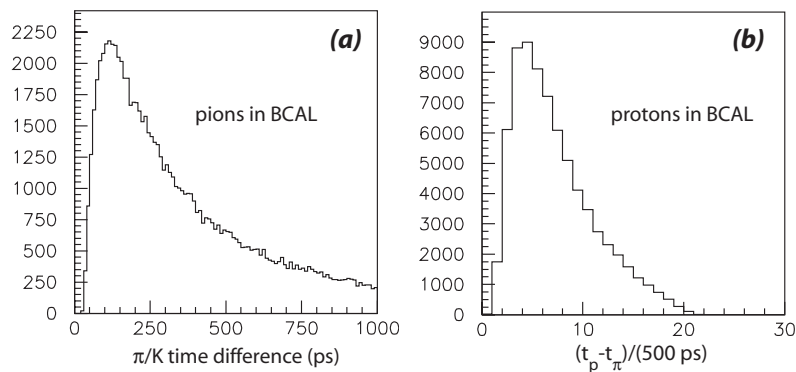 (a)
pions in BCAL
2250
2000
1750
1500
1250
1000
750
500
250
0
0 250 500 750 1000
π/K time difference (ps)
(b)
protons in BCAL
9000
8000
7000
6000
5000
4000
3000
2000
1000
0
0 10 20 30
(t_p-t_π)/(500 ps)